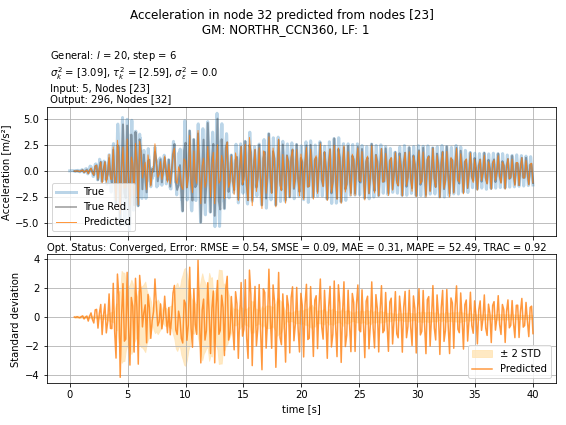 Acceleration in node 32 predicted from nodes [23]
GM: NORTHR_CCN360, LF: 1
General: l = 20, step = 6
σ²ₖ = [3.09], τ²ₖ = [2.59], σ²ε = 0.0
Input: 5, Nodes [23]
Output: 296, Nodes [32]
Acceleration [m/s²]
5.0
2.5
0.0
−2.5
−5.0
True
True Red.
Predicted
Opt. Status: Converged, Error: RMSE = 0.54, SMSE = 0.09, MAE = 0.31, MAPE = 52.49, TRAC = 0.92
Standard deviation
4
2
0
−2
−4
± 2 STD
Predicted
0 5 10 15 20 25 30 35 40
time [s]